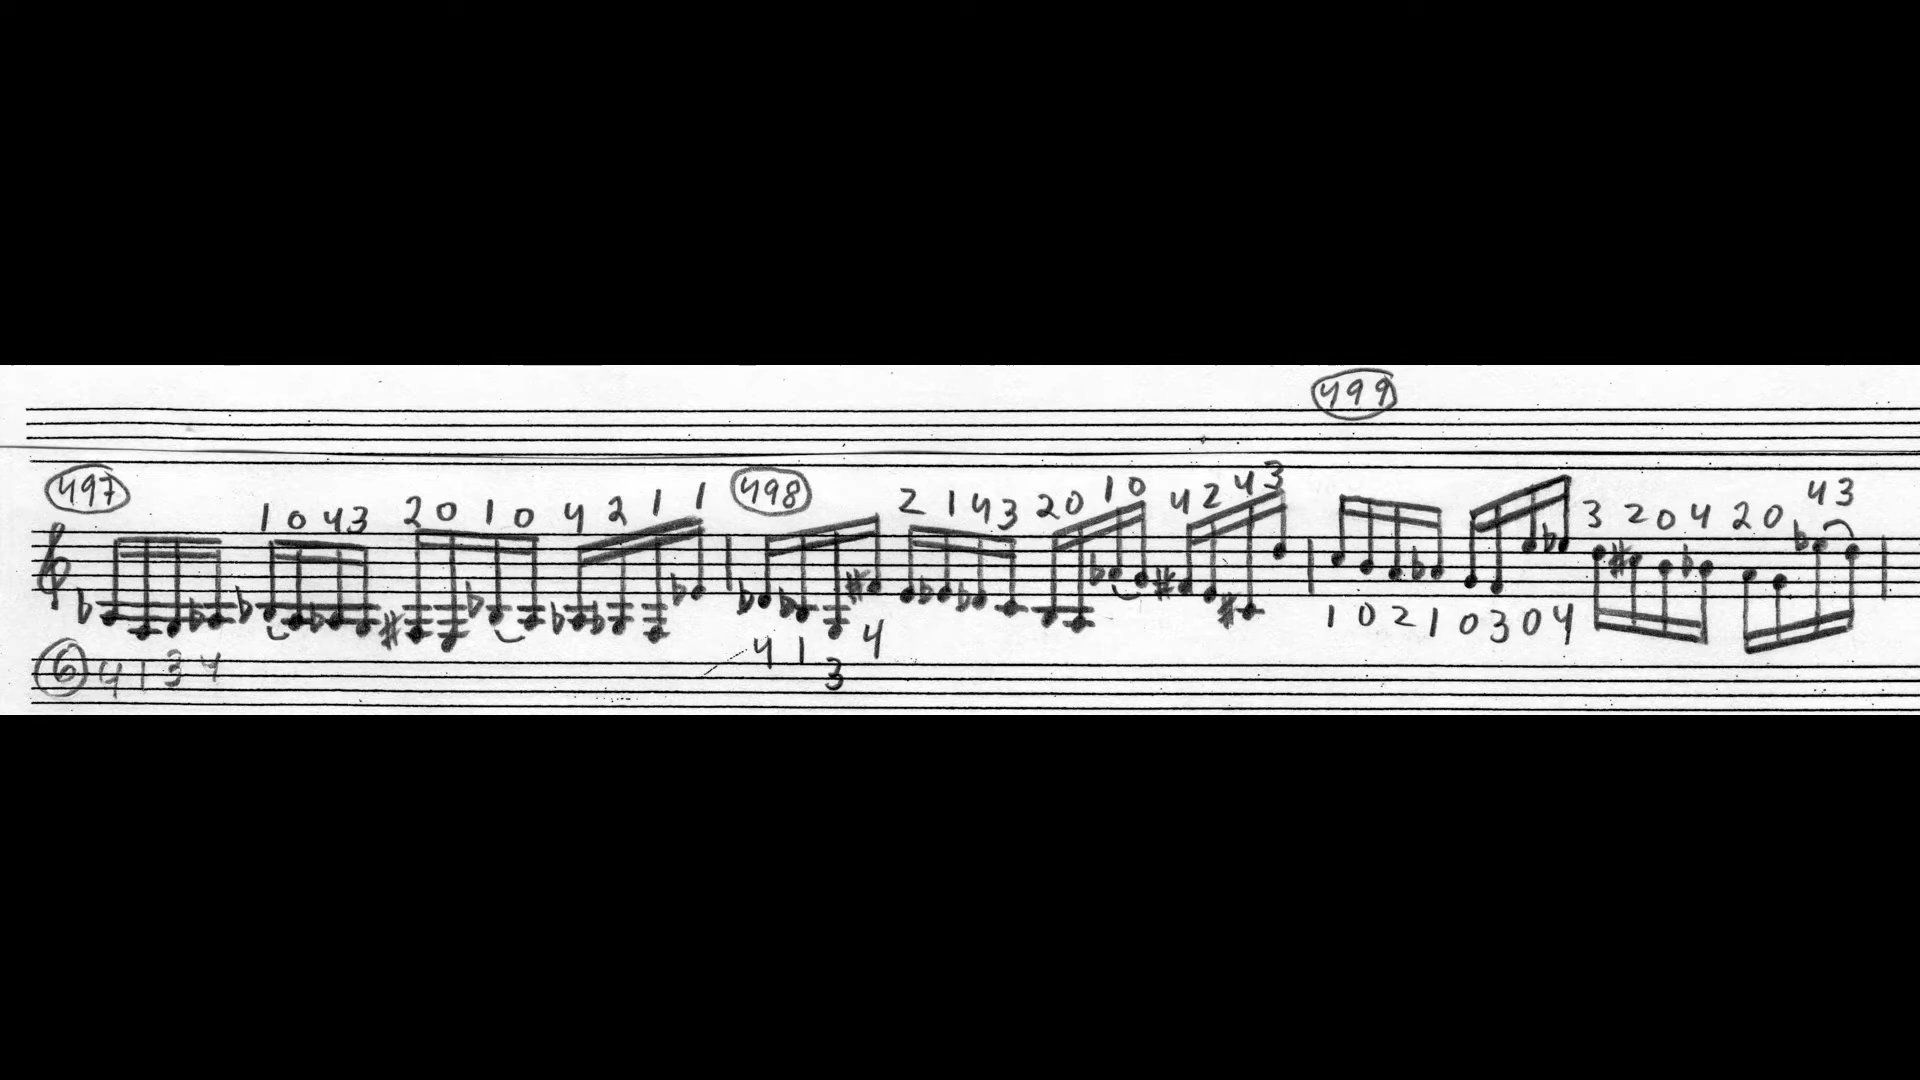 499
497
1 0 4 3 2 0 1 0 4 2 1 1
498
2 1 4 3 2 0 1 0 4 2 4 3
3 2 0 4 2 0 4 3
6 4 1 3 4
4 1 3 4
1 0 2 1 0 3 0 4